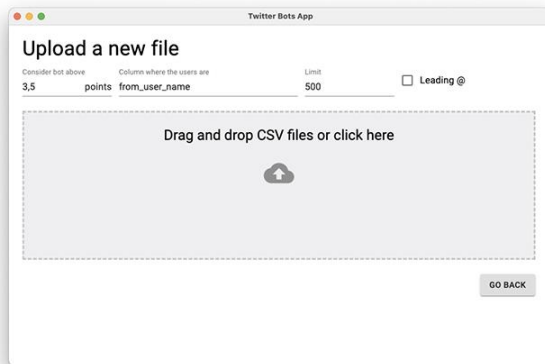 Twitter Bots App
Upload a new file
Consider bot above Column where the users are Limit
3,5 points from_user_name 500 Leading @
Drag and drop CSV files or click here
GO BACK